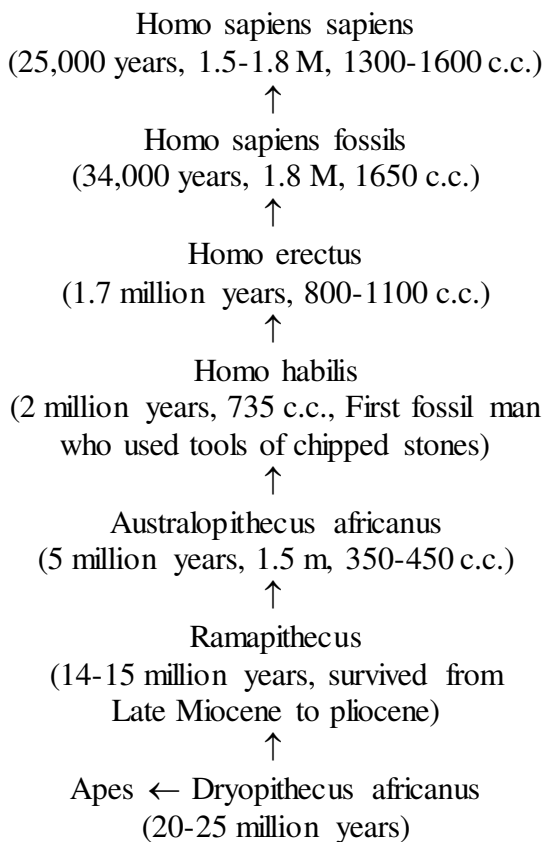 Homo sapiens sapiens
(25,000 years, 1.5-1.8 M, 1300-1600 c.c.)
↑
Homo sapiens fossils
(34,000 years, 1.8 M, 1650 c.c.)
↑
Homo erectus
(1.7 million years, 800-1100 c.c.)
↑
Homo habilis
(2 million years, 735 c.c., First fossil man
who used tools of chipped stones)
↑
Australopithecus africanus
(5 million years, 1.5 m, 350-450 c.c.)
↑
Ramapithecus
(14-15 million years, survived from
Late Miocene to pliocene)
↑
Apes ← Dryopithecus africanus
(20-25 million years)